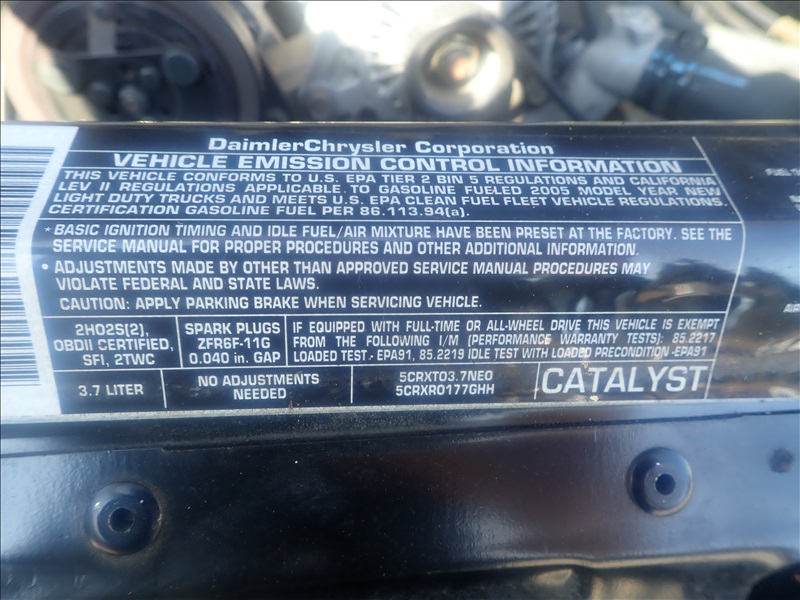 DaimlerChrysler Corporation
VEHICLE EMISSION CONTROL INFORMATION
THIS VEHICLE CONFORMS TO U.S. EPA TIER 2 BIN 5 REGULATIONS AND CALIFORNIA
LEV II REGULATIONS APPLICABLE TO GASOLINE FUELED 2005 MODEL YEAR NEW
LIGHT DUTY TRUCKS AND MEETS U.S. EPA CLEAN FUEL FLEET VEHICLE REGULATIONS.
CERTIFICATION GASOLINE FUEL PER 86.113.94(a).
* BASIC IGNITION TIMING AND IDLE FUEL/AIR MIXTURE HAVE BEEN PRESET AT THE FACTORY. SEE THE
SERVICE MANUAL FOR PROPER PROCEDURES AND OTHER ADDITIONAL INFORMATION.
• ADJUSTMENTS MADE BY OTHER THAN APPROVED SERVICE MANUAL PROCEDURES MAY
VIOLATE FEDERAL AND STATE LAWS.
CAUTION: APPLY PARKING BRAKE WHEN SERVICING VEHICLE.
2HO2S(2),
OBDII CERTIFIED,
SFI, 2TWC
SPARK PLUGS
ZFR6F-11G
0.040 in. GAP
IF EQUIPPED WITH FULL-TIME OR ALL-WHEEL DRIVE THIS VEHICLE IS EXEMPT
FROM THE FOLLOWING I/M (PERFORMANCE WARRANTY) TESTS: 85.2217
LOADED TEST - EPA91, 85.2219 IDLE TEST WITH LOADED PRECONDITION -EPA91
3.7 LITER
NO ADJUSTMENTS
NEEDED
5CRXT03.7NE0
5CRXR0177GHH
CATALYST